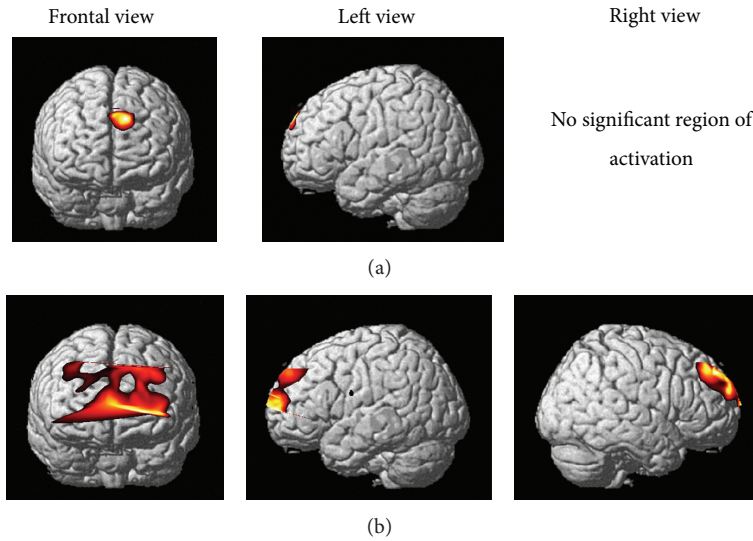 Frontal view
Left view
Right view
No significant region of
activation
(a)
(b)